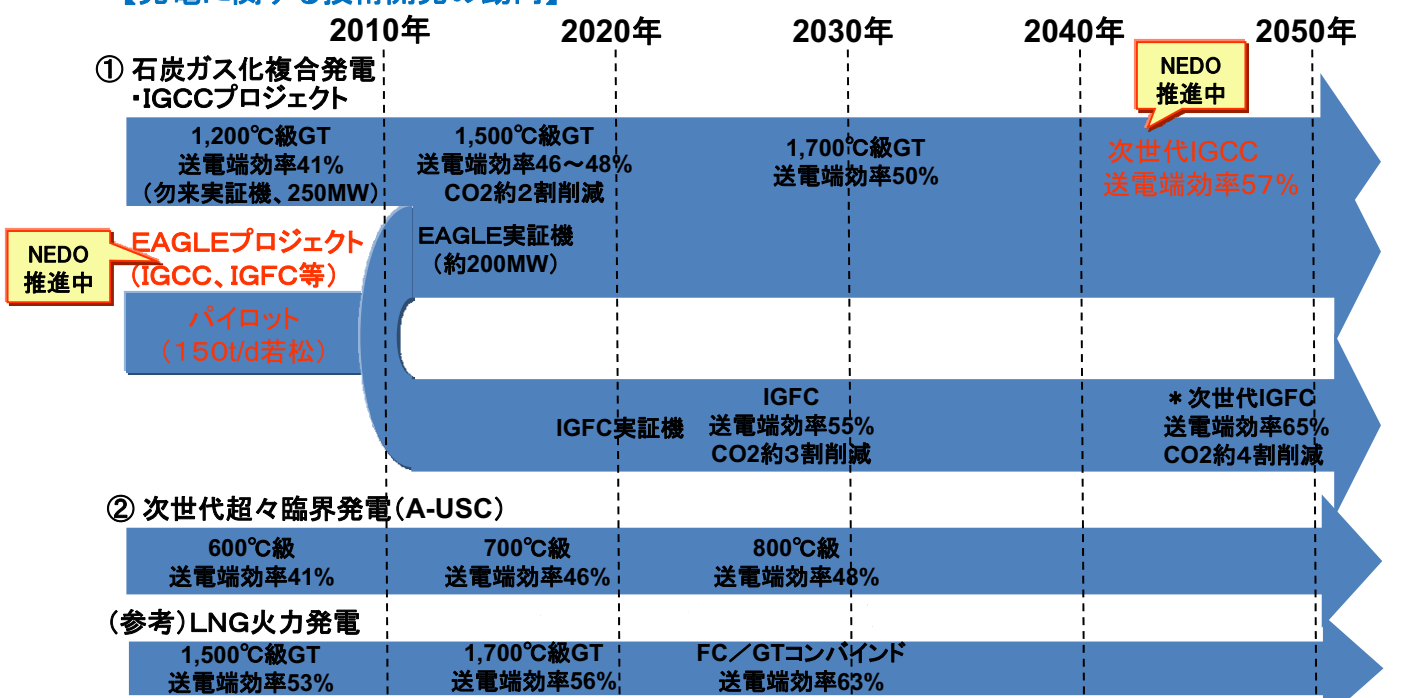 【発電に関する技術開発の動向】
2010年 2020年 2030年 2040年 2050年
① 石炭ガス化複合発電
・IGCCプロジェクト
NEDO
推進中
1,200℃級GT
送電端効率41%
（勿来実証機、250MW）
1,500℃級GT
送電端効率46～48%
CO2約２割削減
1,700℃級GT
送電端効率50%
次世代IGCC
送電端効率57%
NEDO
推進中
EAGLEプロジェクト
（IGCC、IGFC等）
EAGLE実証機
（約200MW）
パイロット
（150t/d若松）
IGFC実証機
IGFC
送電端効率55%
CO2約３割削減
＊次世代IGFC
送電端効率65%
CO2約４割削減
② 次世代超々臨界発電（A-USC）
600℃級
送電端効率41%
700℃級
送電端効率46%
800℃級
送電端効率48%
（参考）LNG火力発電
1,500℃級GT
送電端効率53%
1,700℃級GT
送電端効率56%
FC／GTコンバインド
送電端効率63%